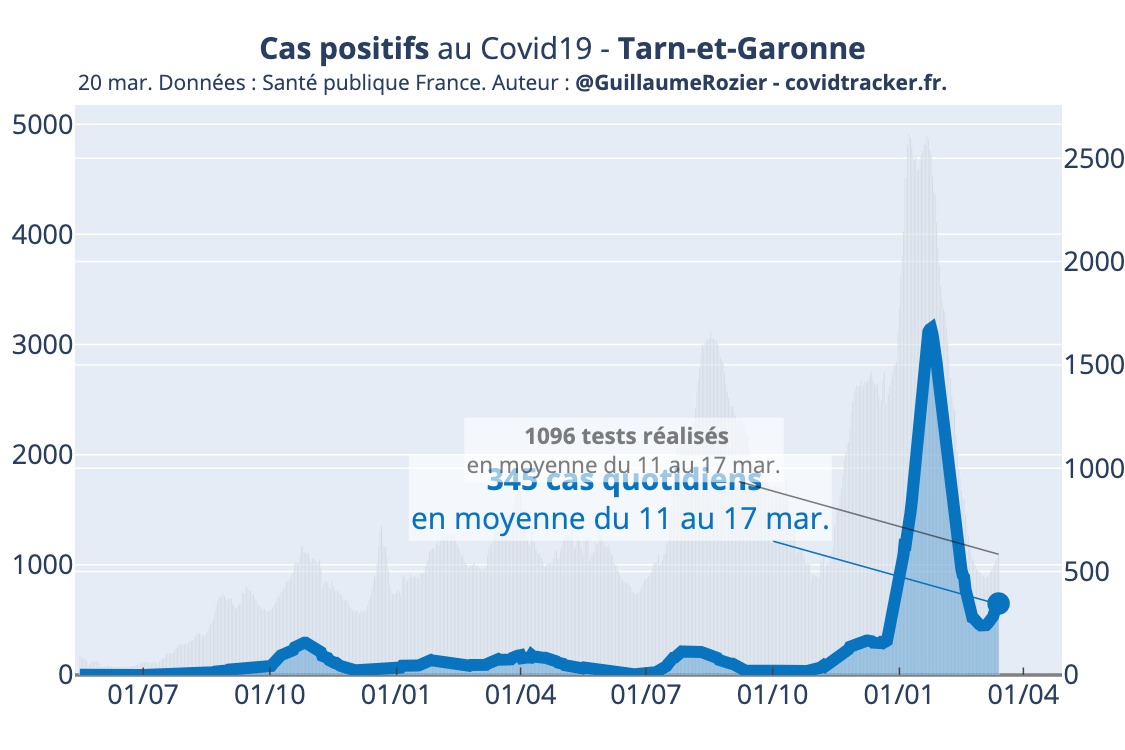 Cas positifs au Covid19 - Tarn-et-Garonne
20 mar. Données : Santé publique France. Auteur : @GuillaumeRozier - covidtracker.fr.
5000
4000
3000
2000
1000
0
2500
2000
1500
1000
500
0
1096 tests réalisés
en moyenne du 11 au 17 mar.
345 cas quotidiens
en moyenne du 11 au 17 mar.
01/07 01/10 01/01 01/04 01/07 01/10 01/01 01/04